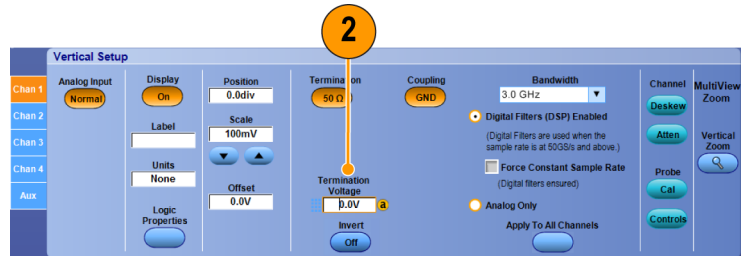 2
Vertical Setup
Chan 1
Chan 2
Chan 3
Chan 4
Aux
Analog Input
Normal
Display
On
Label
Units
None
Logic
Properties
Position
0.0div
Scale
100mV
Offset
0.0V
Termination
50 Ω
Termination
Voltage
0.0V
a
Invert
Off
Coupling
GND
Bandwidth
3.0 GHz
Digital Filters (DSP) Enabled
(Digital Filters are used when the
sample rate is at 50GS/s and above.)
Force Constant Sample Rate
(Digital filters ensured)
Analog Only
Apply To All Channels
Channel
Deskew
Atten
Probe
Cal
Controls
MultiView
Zoom
Vertical
Zoom